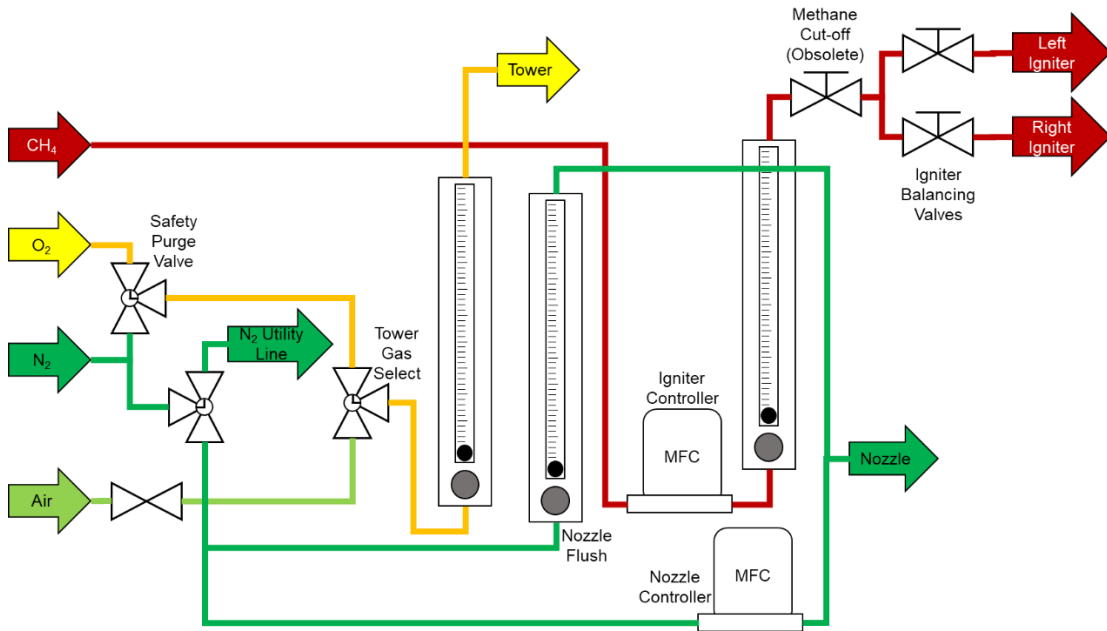 Methane
Cut-off
(Obsolete)
Left
Igniter
Tower
CH₄
Right
Igniter
Igniter
Balancing
Valves
Safety
Purge
Valve
O₂
N₂ Utility
Line
Tower
Gas
Select
N₂
Igniter
Controller
MFC
Nozzle
Air
Nozzle
Flush
Nozzle
Controller
MFC